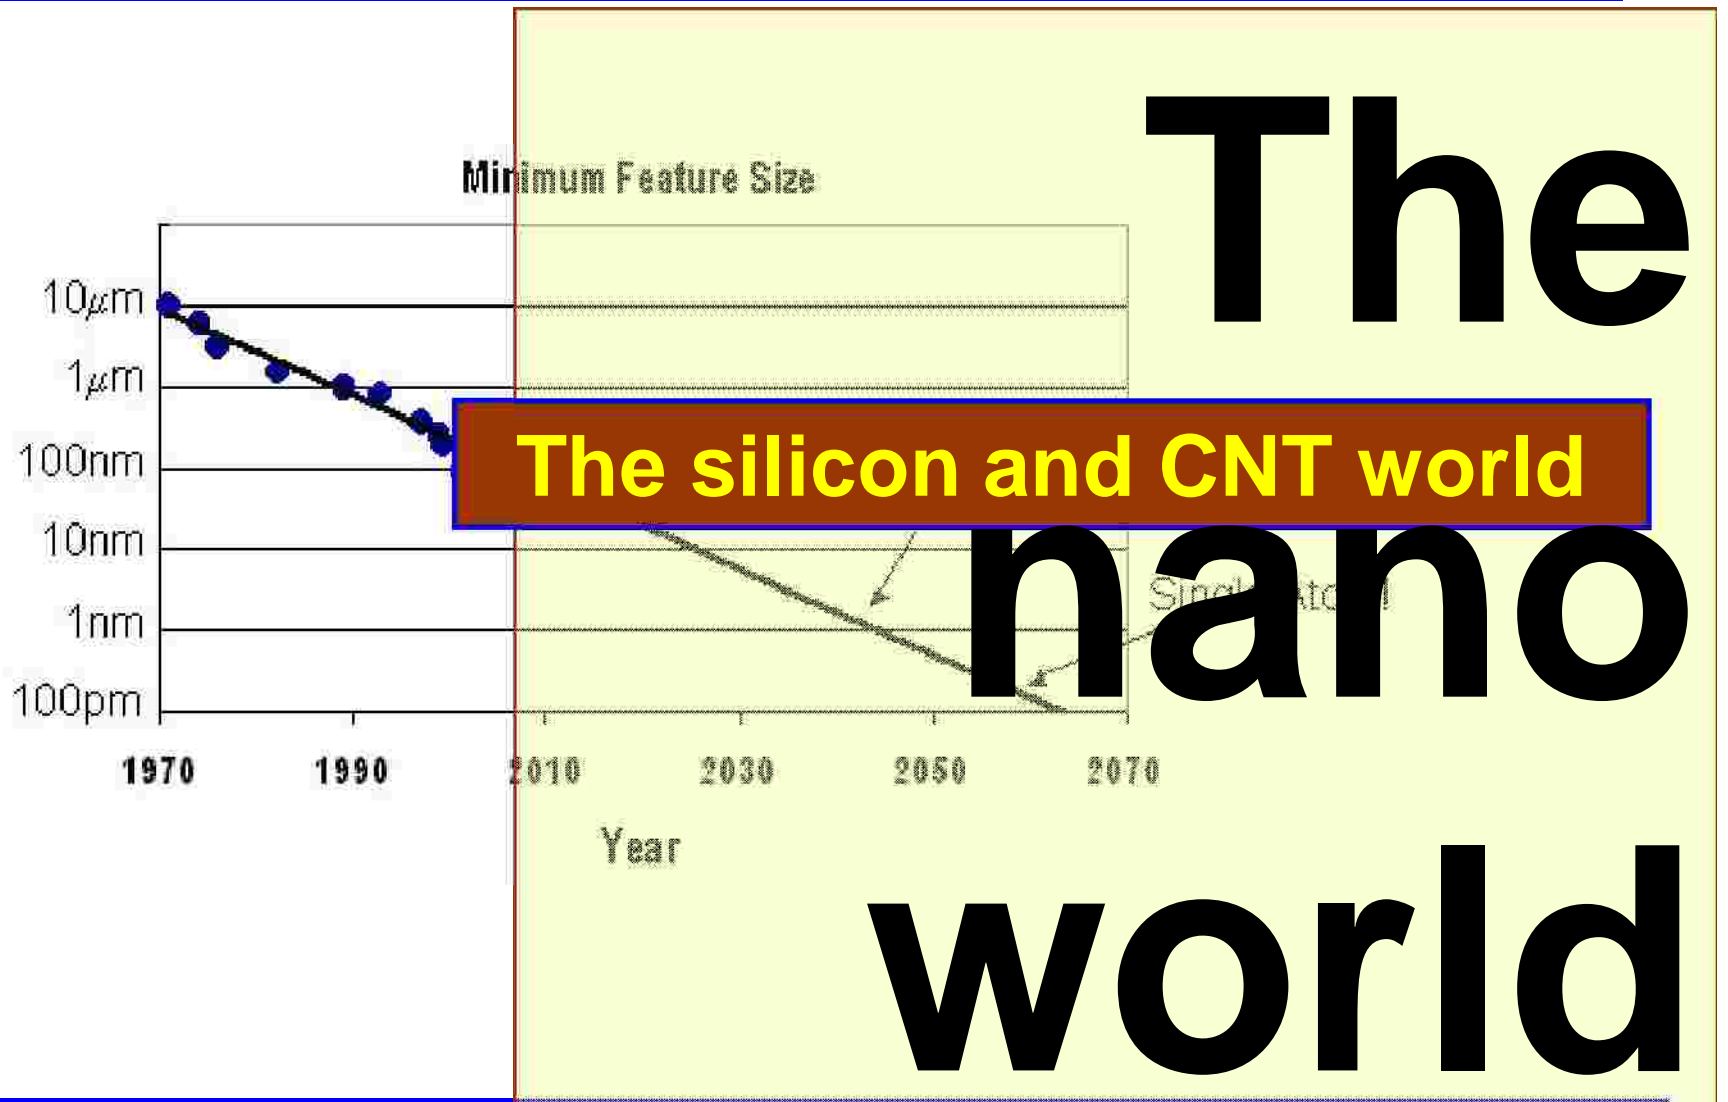 The
Minimum Feature Size
10μm
1μm
100nm
The silicon and CNT world
10nm
nano
1nm
100pm
1970 1990 2010 2030 2050 2070
Year
world